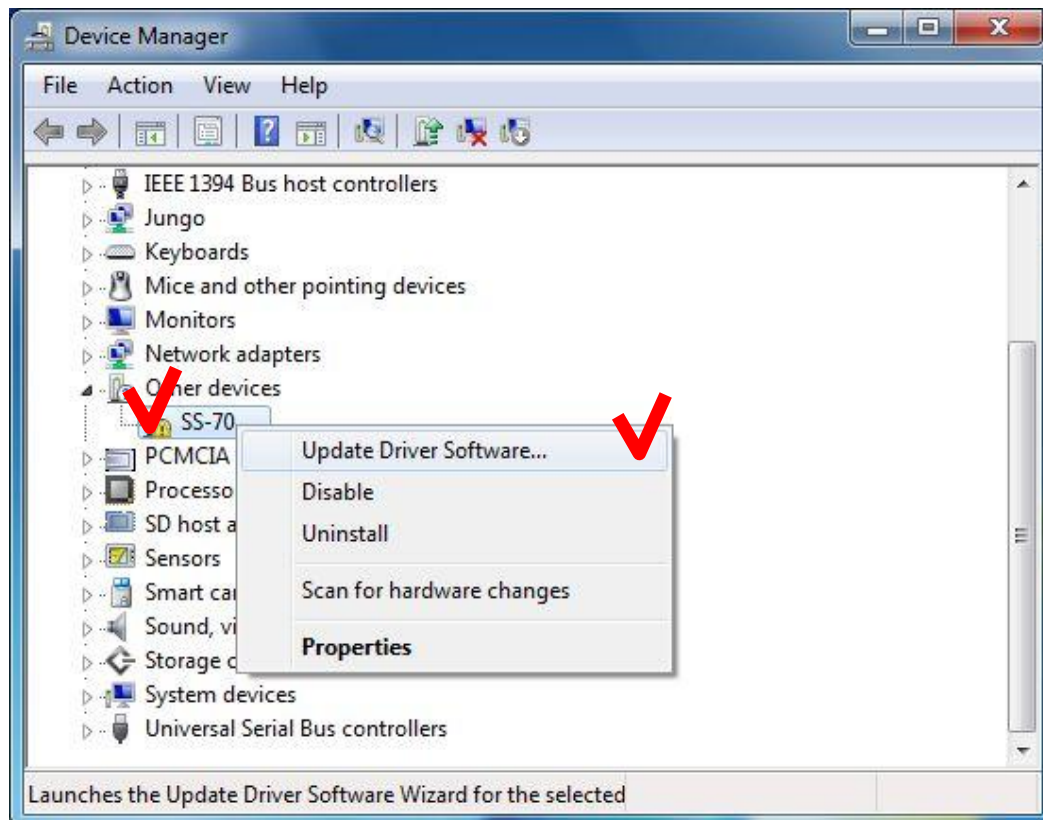 Device Manager
File Action View Help
IEEE 1394 Bus host controllers
Jungo
Keyboards
Mice and other pointing devices
Monitors
Network adapters
Other devices
SS-70
Update Driver Software...
PCMCIA
Disable
Processo
SD host a
Uninstall
Sensors
Smart car
Scan for hardware changes
Sound, vi
Properties
Storage c
System devices
Universal Serial Bus controllers
Launches the Update Driver Software Wizard for the selected